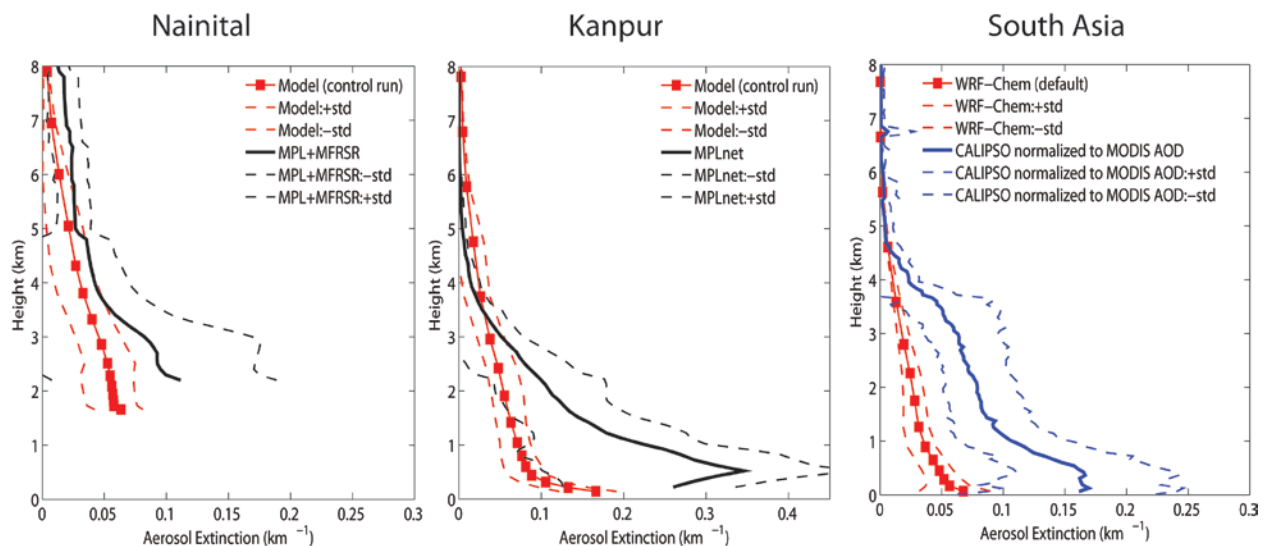 Nainital
Kanpur
South Asia
8
7
6
5
4
3
2
1
0
Height (km)
Model (control run)
Model:+std
Model:−std
MPL+MFRSR
MPL+MFRSR:−std
MPL+MFRSR:+std
0 0.05 0.1 0.15 0.2 0.25 0.3
Aerosol Extinction (km −1)
8
7
6
5
4
3
2
1
0
Height (km)
Model (control run)
Model:+std
Model:−std
MPLnet
MPLnet:−std
MPLnet:+std
0 0.1 0.2 0.3 0.4
Aerosol Extinction (km −1)
8
7
6
5
4
3
2
1
0
Height (km)
WRF−Chem (default)
WRF−Chem:+std
WRF−Chem:−std
CALIPSO normalized to MODIS AOD
CALIPSO normalized to MODIS AOD:+std
CALIPSO normalized to MODIS AOD:−std
0 0.05 0.1 0.15 0.2 0.25 0.3
Aerosol Extinction (km −1)